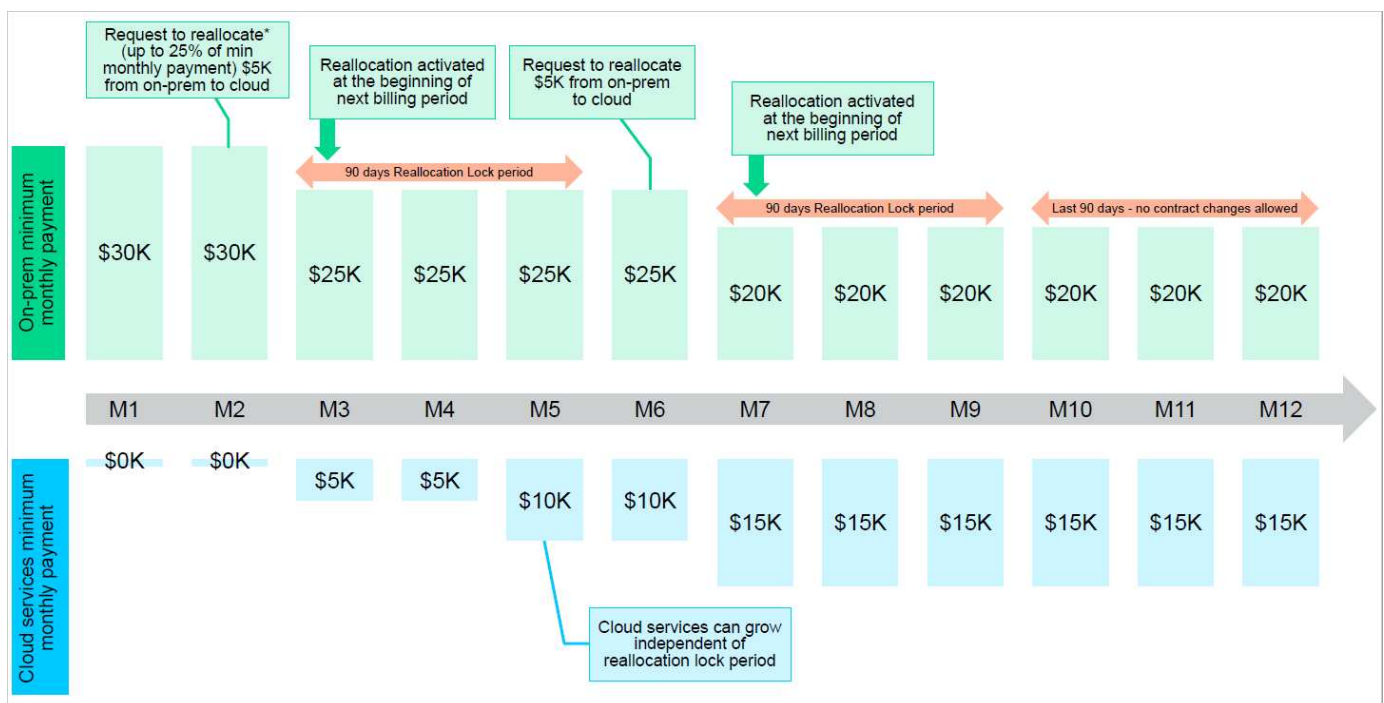 Request to reallocate*
(up to 25% of min
monthly payment) $5K
from on-prem to cloud
Reallocation activated
at the beginning of
next billing period
Request to reallocate
$5K from on-prem
to cloud
Reallocation activated
at the beginning of
next billing period
On-prem minimum
monthly payment
90 days Reallocation Lock period
90 days Reallocation Lock period
Last 90 days - no contract changes allowed
$30K $30K $25K $25K $25K $25K $20K $20K $20K $20K $20K $20K
M1 M2 M3 M4 M5 M6 M7 M8 M9 M10 M11 M12
Cloud services minimum
monthly payment
$0K $0K $5K $5K $10K $10K $15K $15K $15K $15K $15K $15K
Cloud services can grow
independent of
reallocation lock period